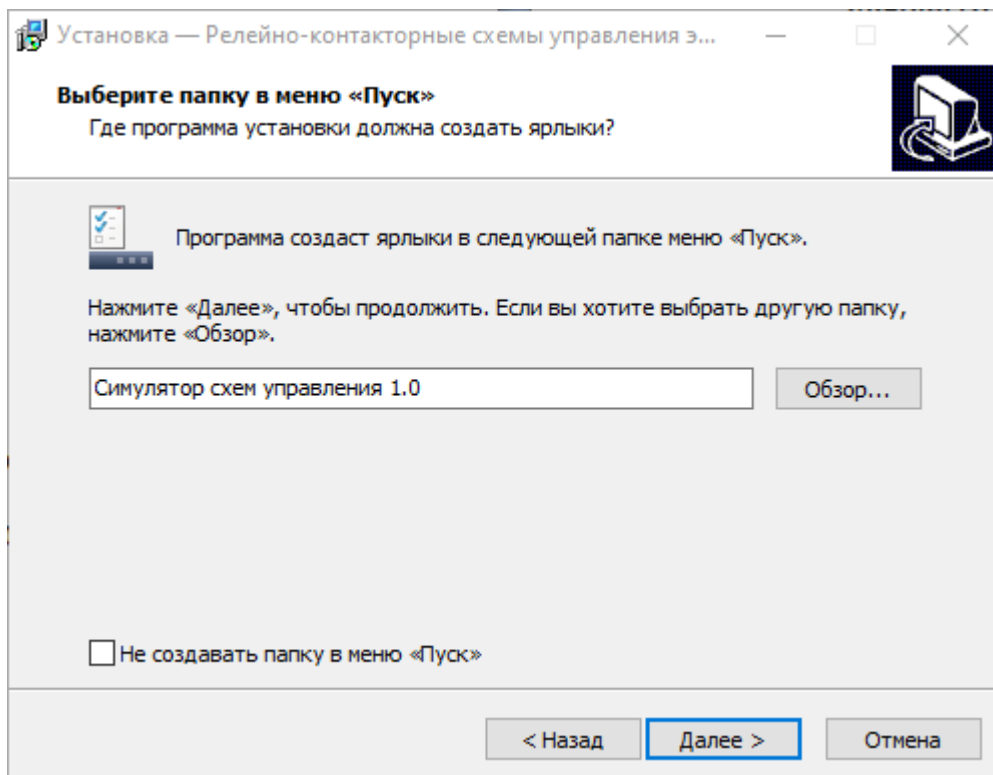 Установка — Релейно-контакторные схемы управления э...
Выберите папку в меню «Пуск»
Где программа установки должна создать ярлыки?
Программа создаст ярлыки в следующей папке меню «Пуск».
Нажмите «Далее», чтобы продолжить. Если вы хотите выбрать другую папку,
нажмите «Обзор».
Симулятор схем управления 1.0
Обзор...
Не создавать папку в меню «Пуск»
< Назад
Далее >
Отмена